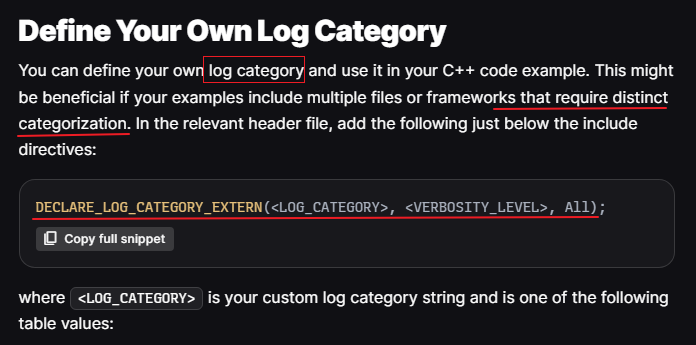 Define Your Own Log Category
You can define your own log category and use it in your C++ code example. This might
be beneficial if your examples include multiple files or frameworks that require distinct
categorization. In the relevant header file, add the following just below the include
directives:
DECLARE_LOG_CATEGORY_EXTERN(<LOG_CATEGORY>, <VERBOSITY_LEVEL>, All);
Copy full snippet
where <LOG_CATEGORY> is your custom log category string and is one of the following
table values: